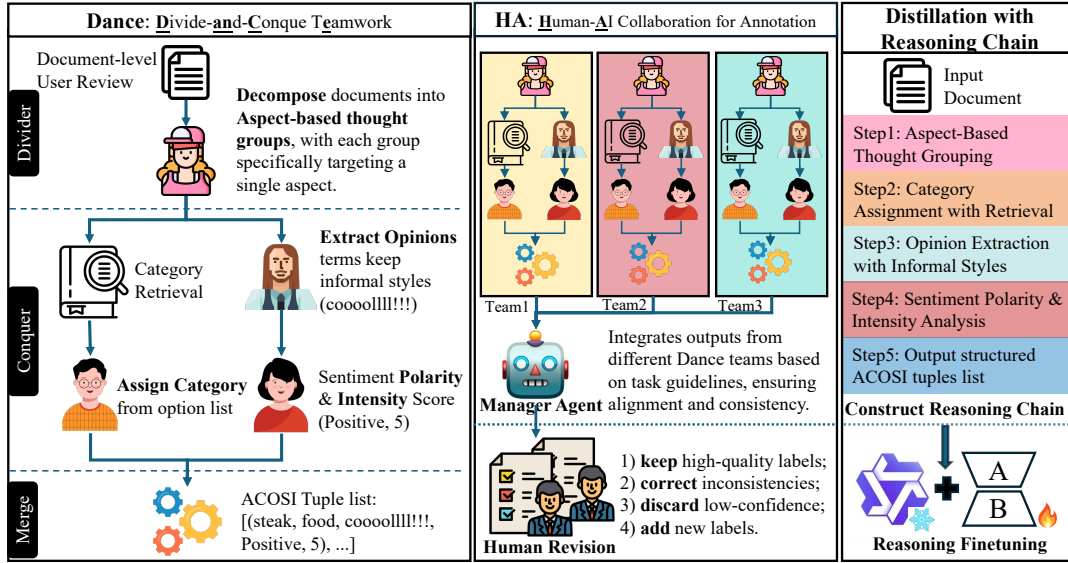 Dance: Divide-and-Conque Teamwork
Divider
Document-level
User Review
Decompose documents into
Aspect-based thought
groups, with each group
specifically targeting a
single aspect.
Conquer
Category
Retrieval
Extract Opinions
terms keep
informal styles
(coooollll!!!)
Assign Category
from option list
Sentiment Polarity
& Intensity Score
(Positive, 5)
Merge
ACOSI Tuple list:
[(steak, food, coooollll!!!,
Positive, 5), ...]
HA: Human-AI Collaboration for Annotation
Team1
Team2
Team3
Integrates outputs from
different Dance teams based
on task guidelines, ensuring
alignment and consistency.
Manager Agent
1) keep high-quality labels;
2) correct inconsistencies;
3) discard low-confidence;
4) add new labels.
Human Revision
Distillation with
Reasoning Chain
Input
Document
Step1: Aspect-Based
Thought Grouping
Step2: Category
Assignment with Retrieval
Step3: Opinion Extraction
with Informal Styles
Step4: Sentiment Polarity &
Intensity Analysis
Step5: Output structured
ACOSI tuples list
Construct Reasoning Chain
A
B
Reasoning Finetuning